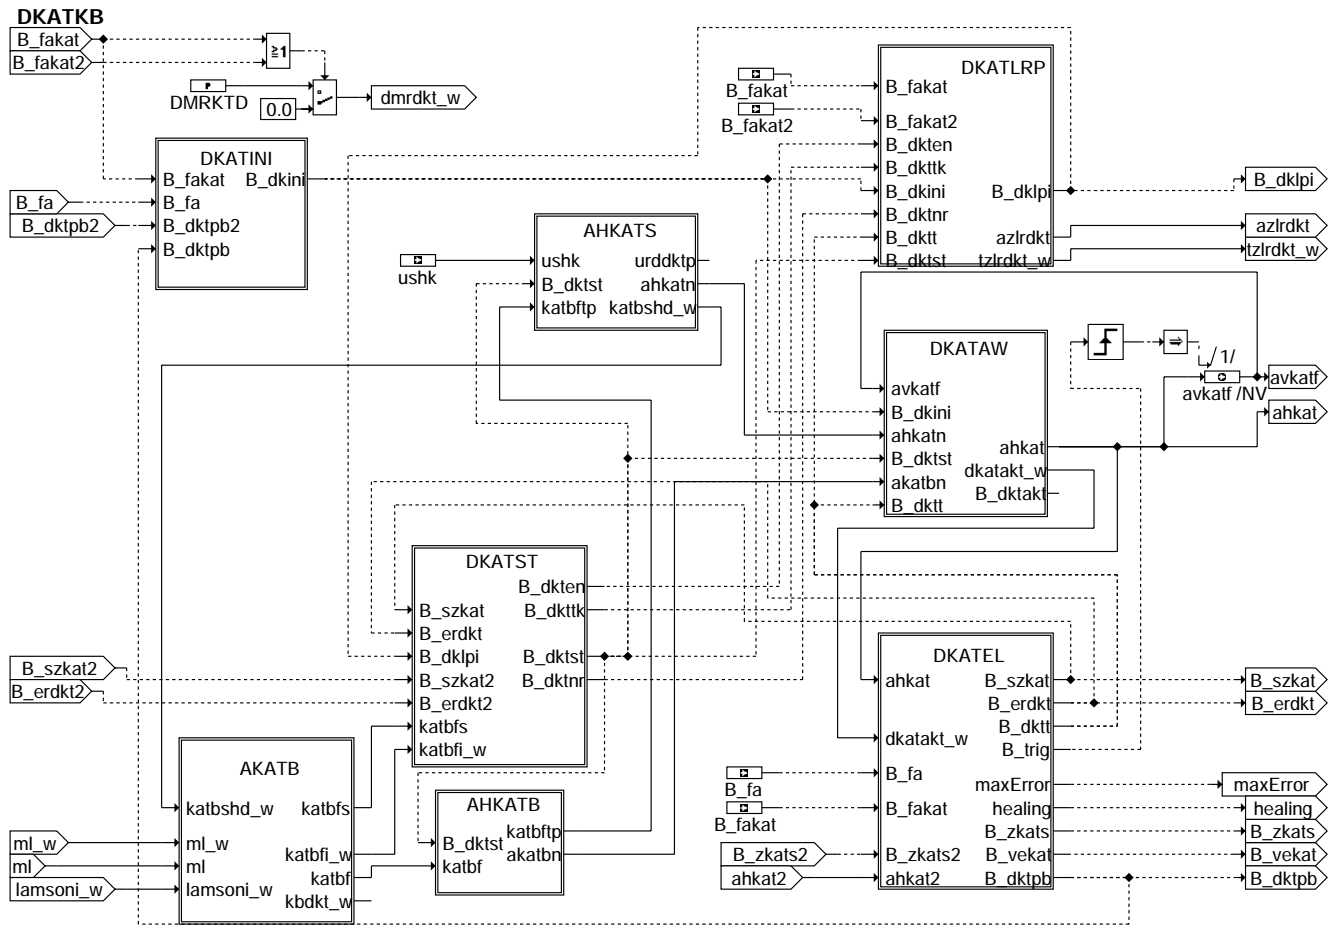 DKATKB
B_fakat
B_fakat2
≥1
P
DMRKTD
0.0
dmrdkt_w
DKATINI
B_fakat B_dkini
B_fa
B_dktpb2
B_dktpb
B_fa
B_dktpb2
B_fakat
B_fakat2
DKATLRP
B_fakat
B_fakat2
B_dkten
B_dkttk
B_dkini
B_dktnr
B_dktt
B_dktst
B_dklpi
azlrdkt
tzlrdkt_w
B_dklpi
azlrdkt
tzlrdkt_w
ushk
AHKATS
ushk urddktp
B_dktst ahkatn
katbftp katbshd_w
DKATAW
avkatf
B_dkini
ahkatn
B_dktst
akatbn
B_dktt
ahkat
dkatakt_w
B_dktakt
/1/
avkatf /NV
avkatf
ahkat
DKATST
B_dkten
B_szkat B_dkttk
B_erdkt
B_dklpi B_dktst
B_szkat2 B_dktnr
B_erdkt2
katbfs
katbfi_w
B_szkat2
B_erdkt2
DKATEL
ahkat B_szkat
B_erdkt
B_dktt
dkatakt_w B_trig
B_fa maxError
B_fakat healing
B_zkats
B_zkats2 B_vekat
ahkat2 B_dktpb
B_fa
B_fakat
B_zkats2
ahkat2
B_szkat
B_erdkt
maxError
healing
B_zkats
B_vekat
B_dktpb
AKATB
katbshd_w katbfs
ml_w
ml katbfi_w
lamsoni_w katbf
kbdkt_w
ml_w
ml
lamsoni_w
AHKATB
B_dktst katbftp
katbf akatbn